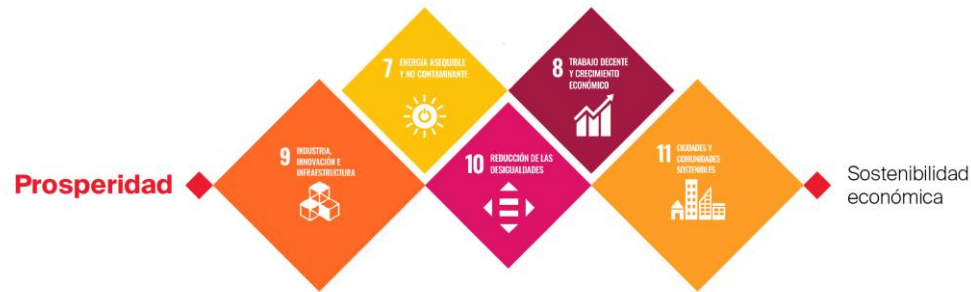 7 ENERGÍA ASEQUIBLE
Y NO CONTAMINANTE
8 TRABAJO DECENTE
Y CRECIMIENTO
ECONÓMICO
Prosperidad
9 INDUSTRIA,
INNOVACIÓN E
INFRAESTRUCTURA
10 REDUCCIÓN DE LAS
DESIGUALDADES
11 CIUDADES Y
COMUNIDADES
SOSTENIBLES
Sostenibilidad
económica